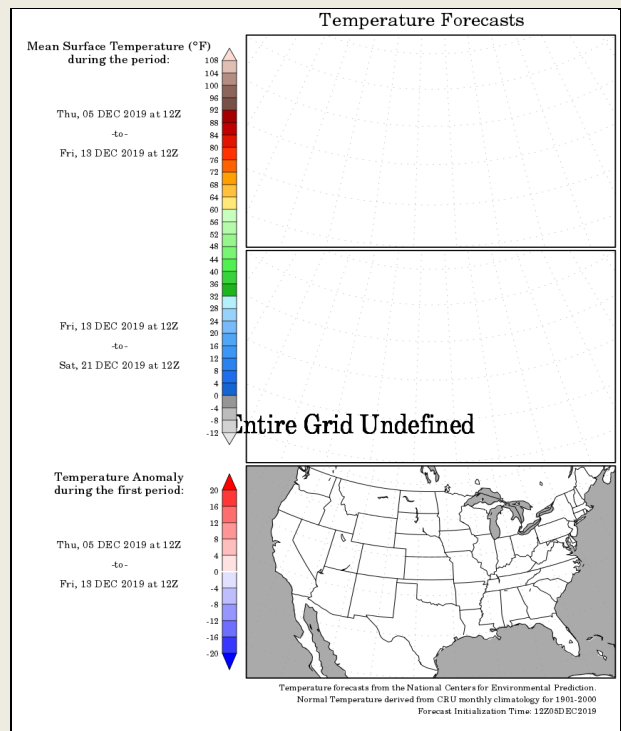 Temperature Forecasts
Mean Surface Temperature (°F)
during the period:
Thu, 05 DEC 2019 at 12Z
-to-
Fri, 13 DEC 2019 at 12Z
108
104
100
96
92
88
84
80
76
72
68
64
60
56
52
48
44
40
36
32
28
24
20
16
12
8
4
0
-4
-8
-12
Fri, 13 DEC 2019 at 12Z
-to-
Sat, 21 DEC 2019 at 12Z
Entire Grid Undefined
Temperature Anomaly
during the first period:
Thu, 05 DEC 2019 at 12Z
-to-
Fri, 13 DEC 2019 at 12Z
20
16
12
8
4
0
-4
-8
-12
-16
-20
Temperature forecasts from the National Centers for Environmental Prediction.
Normal Temperature derived from CRU monthly climatology for 1901-2000
Forecast Initialization Time: 12Z05DEC2019